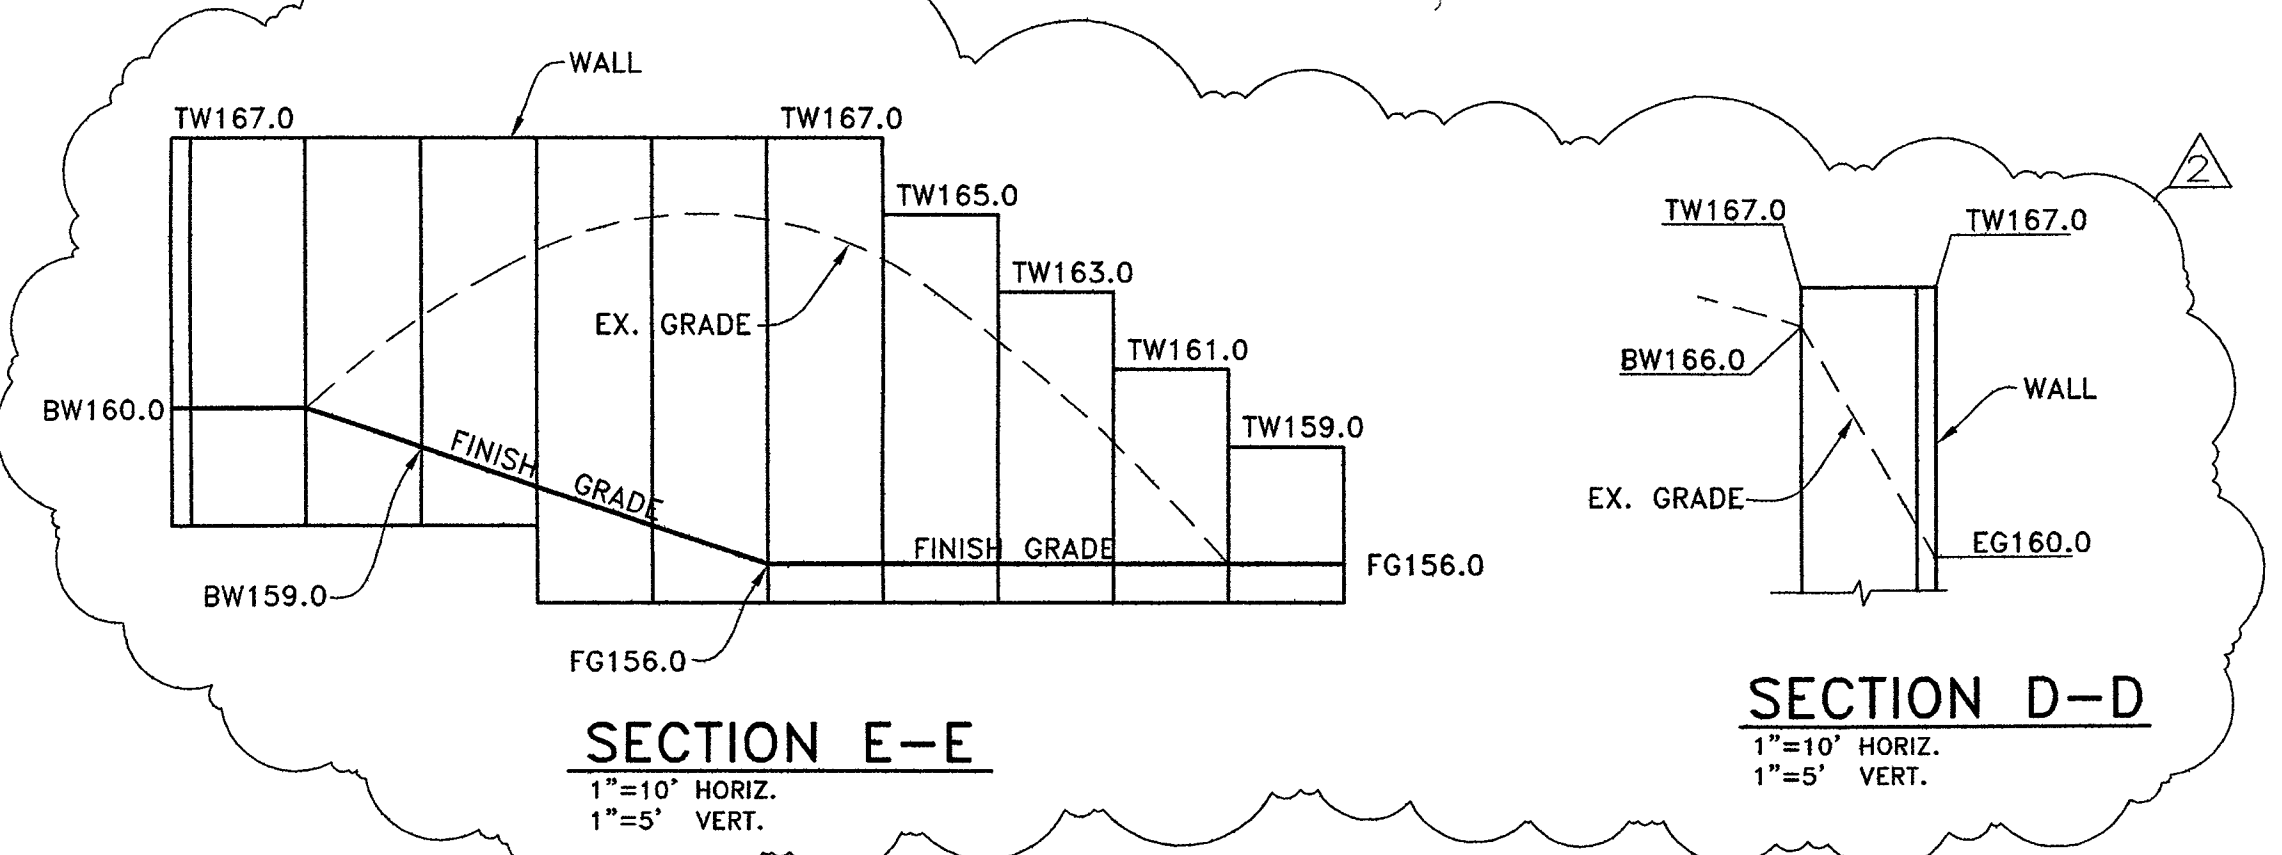 WALL
TW167.0
TW167.0
TW165.0
TW163.0
TW161.0
TW159.0
EX. GRADE
BW160.0
FINISH GRADE
FINISH GRADE
BW159.0
FG156.0
FG156.0
SECTION E-E
1"=10' HORIZ.
1"=5' VERT.
2
TW167.0
TW167.0
BW166.0
WALL
EX. GRADE
EG160.0
SECTION D-D
1"=10' HORIZ.
1"=5' VERT.